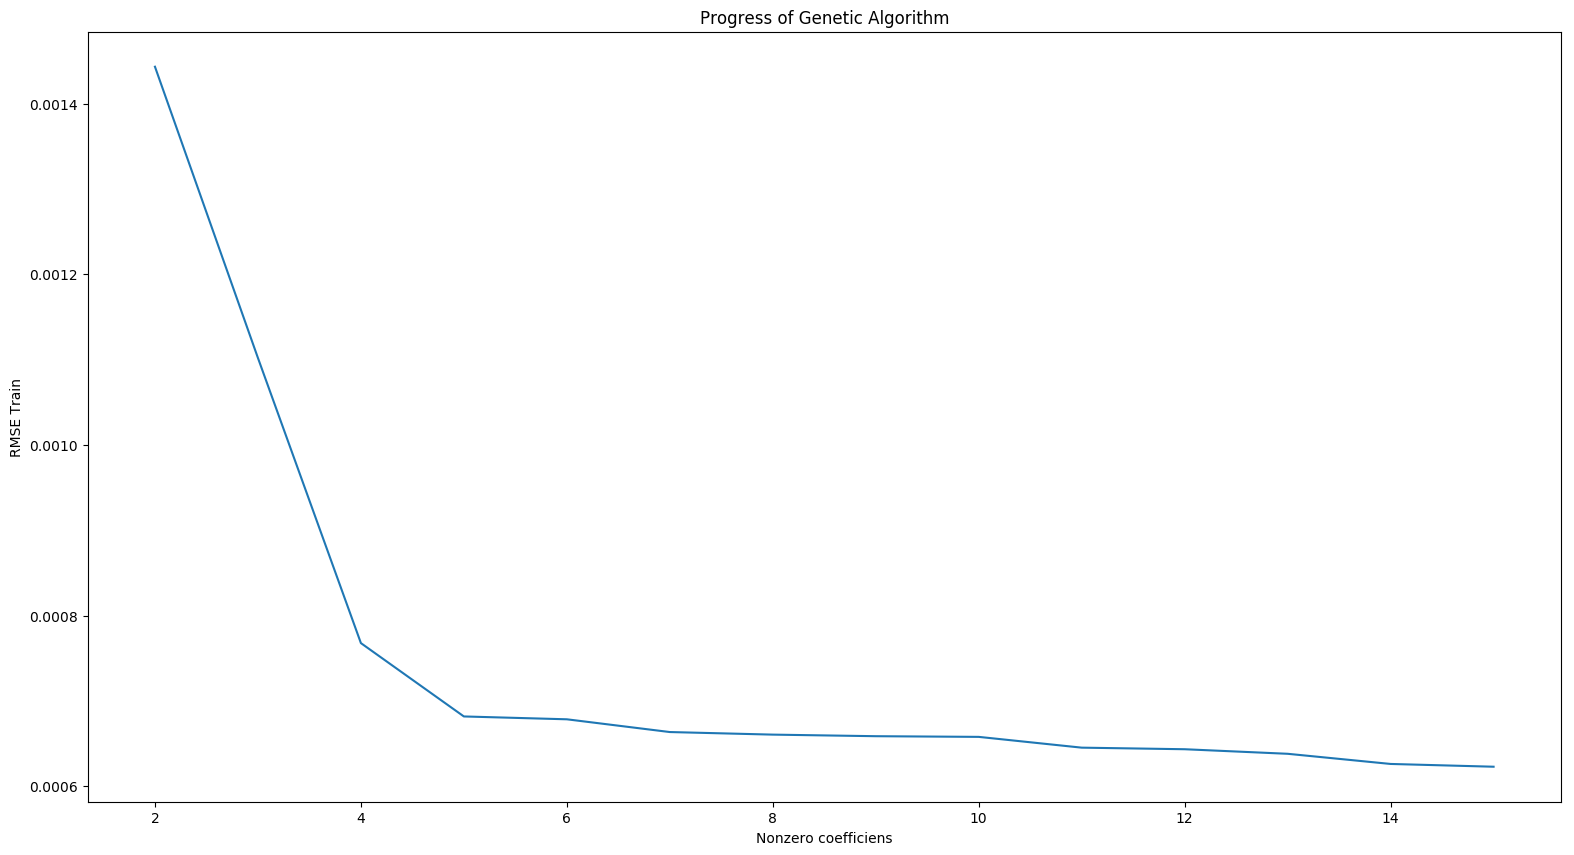 Progress of Genetic Algorithm
0.0014
0.0012
0.0010
0.0008
0.0006
RMSE Train
2 4 6 8 10 12 14
Nonzero coefficiens